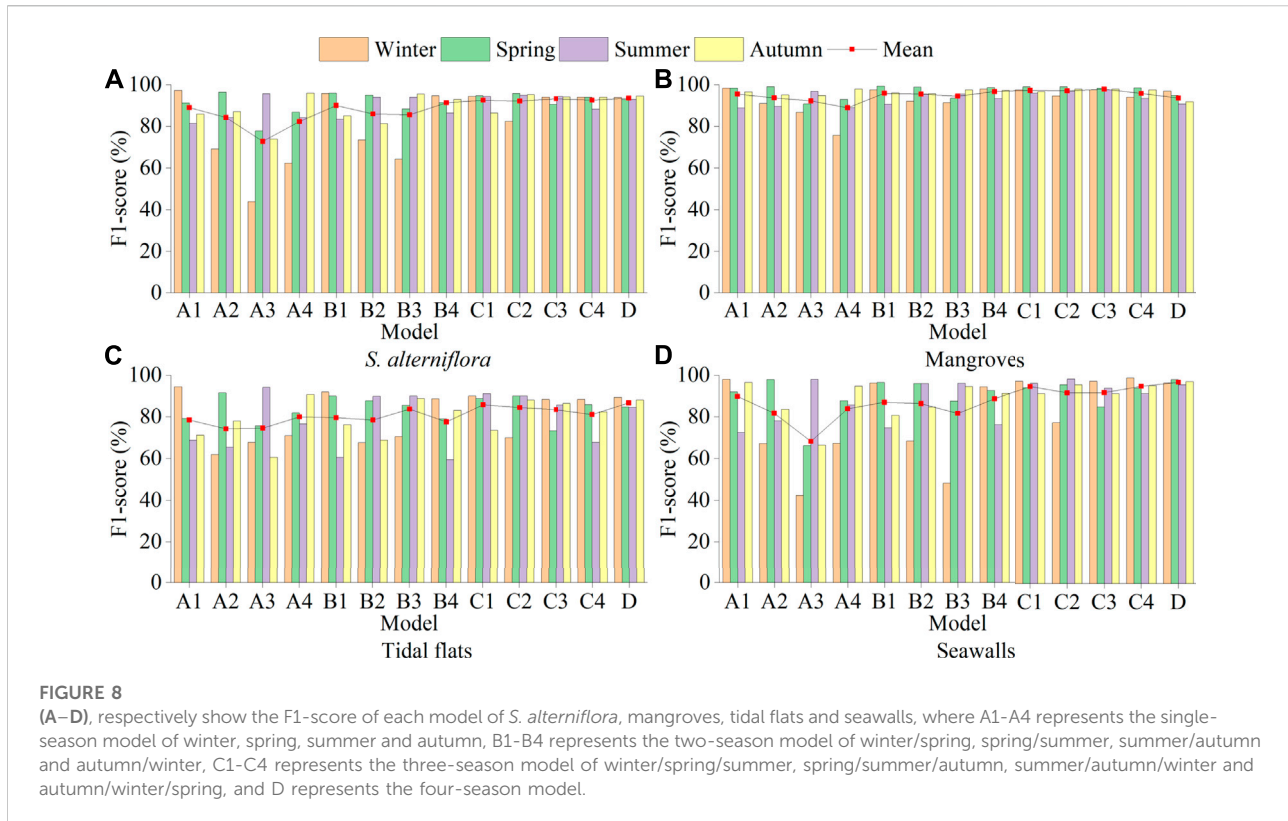 Winter Spring Summer Autumn Mean
A
F1-score (%)
100
80
60
40
20
0
A1 A2 A3 A4 B1 B2 B3 B4 C1 C2 C3 C4 D
Model
S. alterniflora
B
F1-score (%)
100
80
60
40
20
0
A1 A2 A3 A4 B1 B2 B3 B4 C1 C2 C3 C4 D
Model
Mangroves
C
F1-score (%)
100
80
60
40
20
0
A1 A2 A3 A4 B1 B2 B3 B4 C1 C2 C3 C4 D
Model
Tidal flats
D
F1-score (%)
100
80
60
40
20
0
A1 A2 A3 A4 B1 B2 B3 B4 C1 C2 C3 C4 D
Model
Seawalls
FIGURE 8
(A–D), respectively show the F1-score of each model of S. alterniflora, mangroves, tidal flats and seawalls, where A1-A4 represents the single-
season model of winter, spring, summer and autumn, B1-B4 represents the two-season model of winter/spring, spring/summer, summer/autumn
and autumn/winter, C1-C4 represents the three-season model of winter/spring/summer, spring/summer/autumn, summer/autumn/winter and
autumn/winter/spring, and D represents the four-season model.